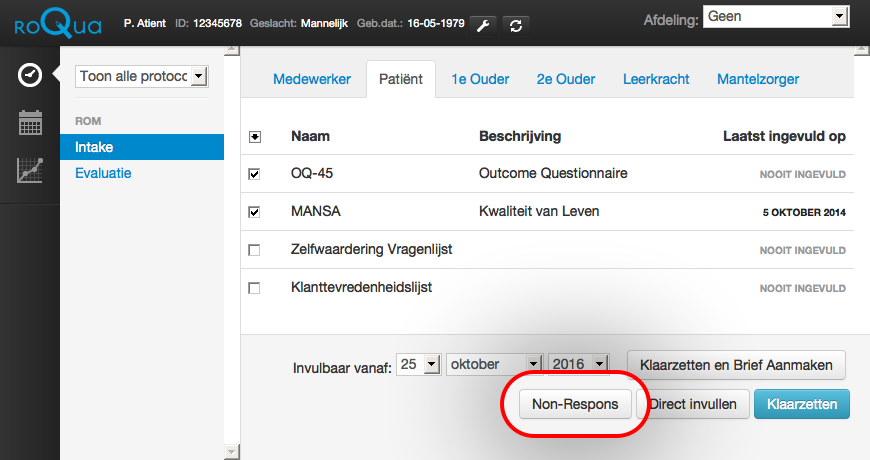 roQua P. Atient ID: 12345678 Geslacht: Mannelijk Geb.dat.: 16-05-1979 Afdeling: Geen
Toon alle protoco
ROM
Intake
Evaluatie
Medewerker Patiënt 1e Ouder 2e Ouder Leerkracht Mantelzorger
Naam Beschrijving Laatst ingevuld op
OQ-45 Outcome Questionnaire NOOIT INGEVULD
MANSA Kwaliteit van Leven 5 OKTOBER 2014
Zelfwaardering Vragenlijst NOOIT INGEVULD
Klanttevredenheidslijst NOOIT INGEVULD
Invulbaar vanaf: 25 oktober 2016 Klaarzetten en Brief Aanmaken
Non-Respons Direct invullen Klaarzetten